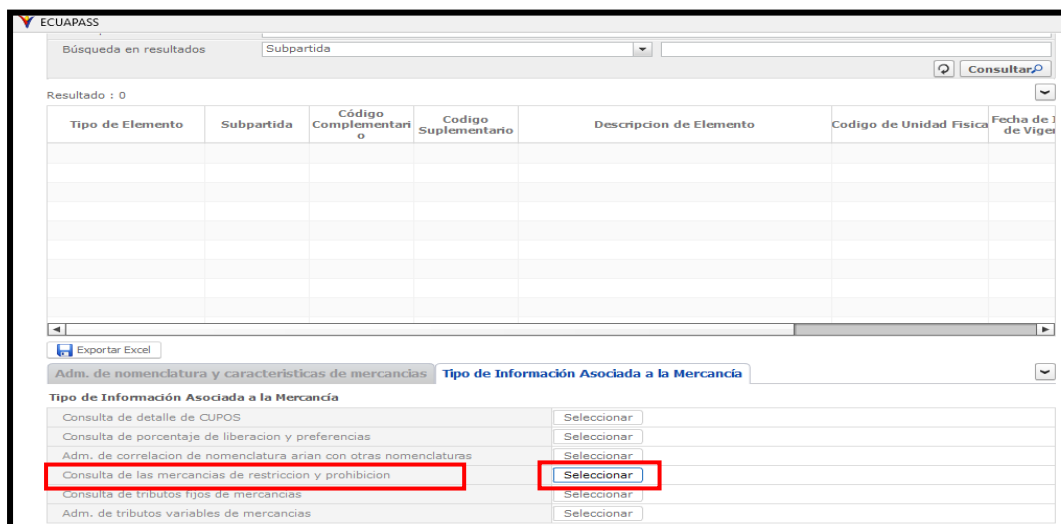 ECUAPASS
Búsqueda en resultados Subpartida
Consultar
Resultado : 0
Tipo de Elemento Subpartida Código Complementari o Codigo Suplementario Descripcion de Elemento Codigo de Unidad Fisica Fecha de I de Viger
Exportar Excel
Adm. de nomenclatura y caracteristicas de mercancias Tipo de Información Asociada a la Mercancía
Tipo de Información Asociada a la Mercancía
Consulta de detalle de CUPOS Seleccionar
Consulta de porcentaje de liberacion y preferencias Seleccionar
Adm. de correlacion de nomenclatura arian con otras nomenclaturas Seleccionar
Consulta de las mercancias de restriccion y prohibicion Seleccionar
Consulta de tributos fijos de mercancias Seleccionar
Adm. de tributos variables de mercancias Seleccionar